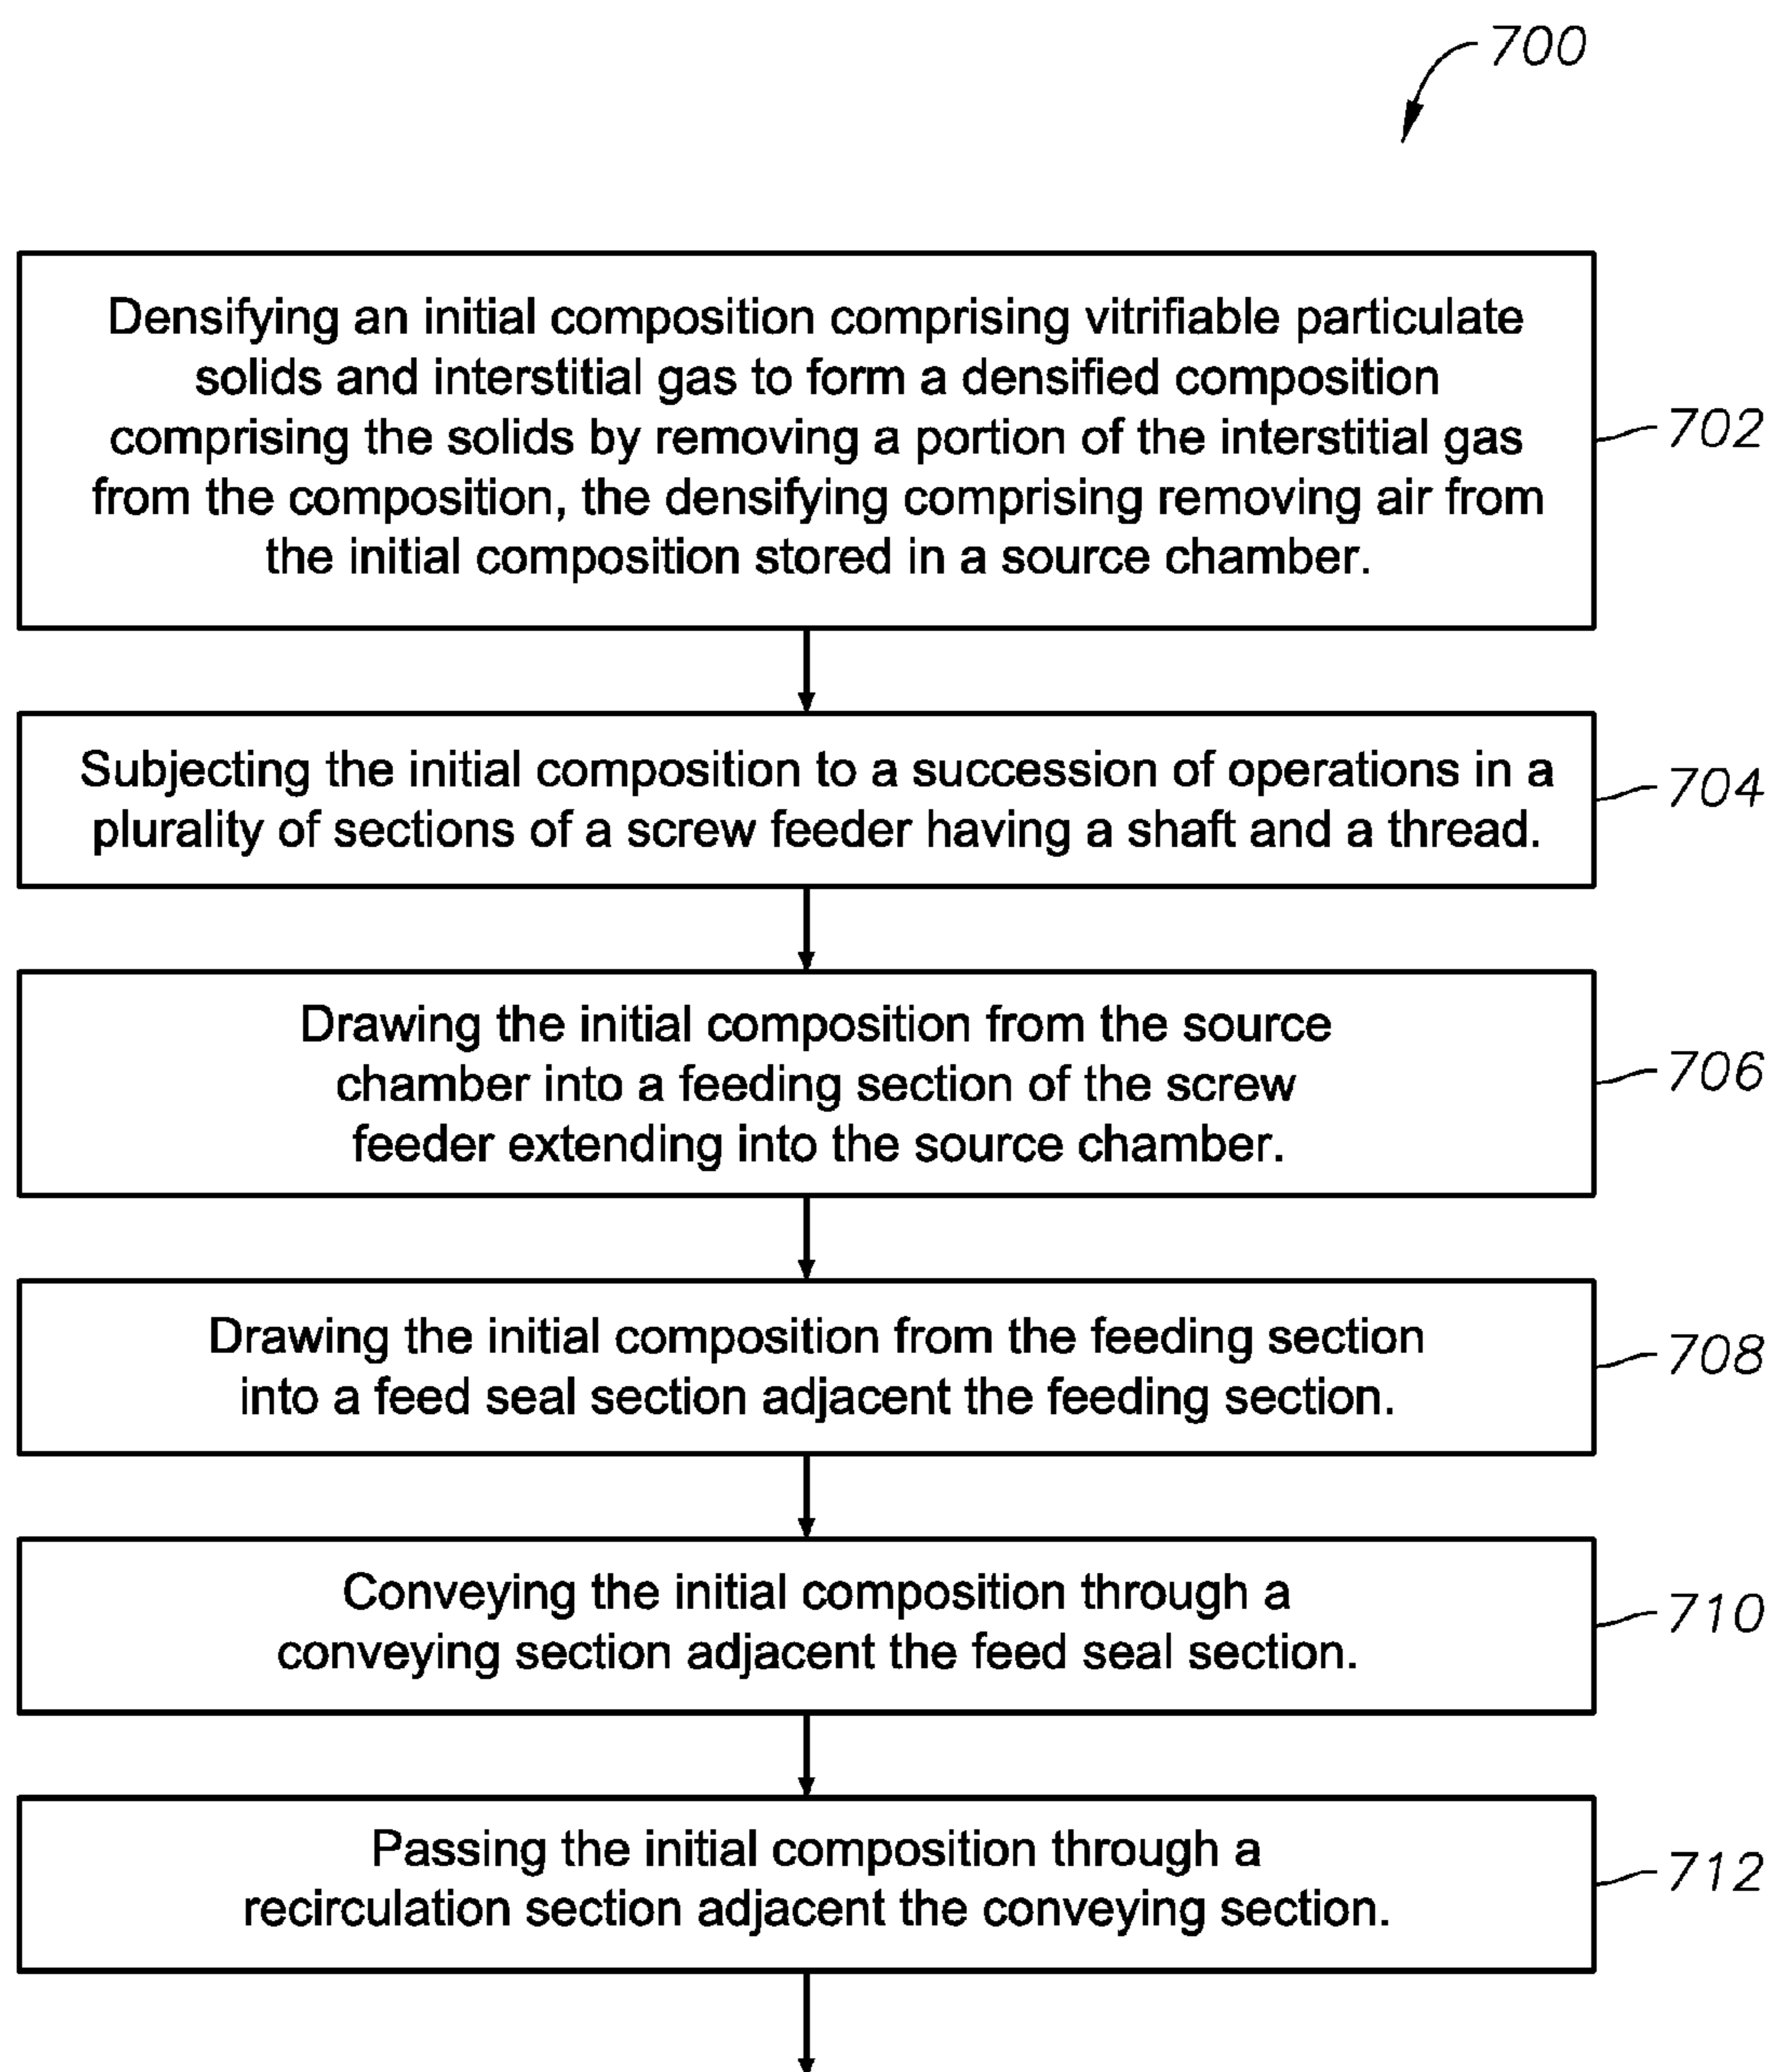 700
Densifying an initial composition comprising vitrifiable particulate
solids and interstitial gas to form a densified composition
comprising the solids by removing a portion of the interstitial gas
from the composition, the densifying comprising removing air from
the initial composition stored in a source chamber.
702
Subjecting the initial composition to a succession of operations in a
plurality of sections of a screw feeder having a shaft and a thread.
704
Drawing the initial composition from the source
chamber into a feeding section of the screw
feeder extending into the source chamber.
706
Drawing the initial composition from the feeding section
into a feed seal section adjacent the feeding section.
708
Conveying the initial composition through a
conveying section adjacent the feed seal section.
710
Passing the initial composition through a
recirculation section adjacent the conveying section.
712